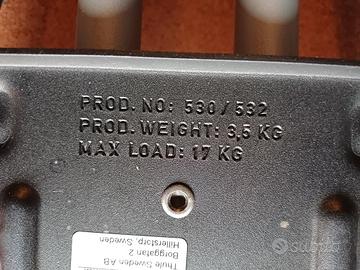 PROD. NO: 530/532
PROD. WEIGHT: 3,5 KG
MAX LOAD: 17 KG
Thule Sweden AB
Borggatan 2
Hillerstorp, Sweden
subito